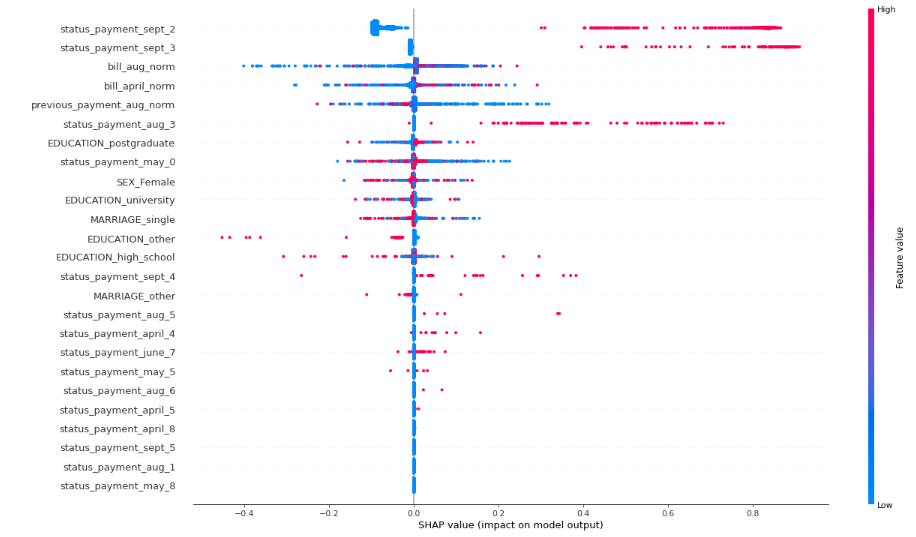 High
status_payment_sept_2
status_payment_sept_3
bill_aug_norm
bill_april_norm
previous_payment_aug_norm
status_payment_aug_3
EDUCATION_postgraduate
status_payment_may_0
SEX_Female
EDUCATION_university
MARRIAGE_single
EDUCATION_other
EDUCATION_high_school
status_payment_sept_4
MARRIAGE_other
status_payment_aug_5
status_payment_april_4
status_payment_june_7
status_payment_may_5
status_payment_aug_6
status_payment_april_5
status_payment_april_8
status_payment_sept_5
status_payment_aug_1
status_payment_may_8
Feature value
Low
−0.4 −0.2 0.0 0.2 0.4 0.6 0.8
SHAP value (impact on model output)